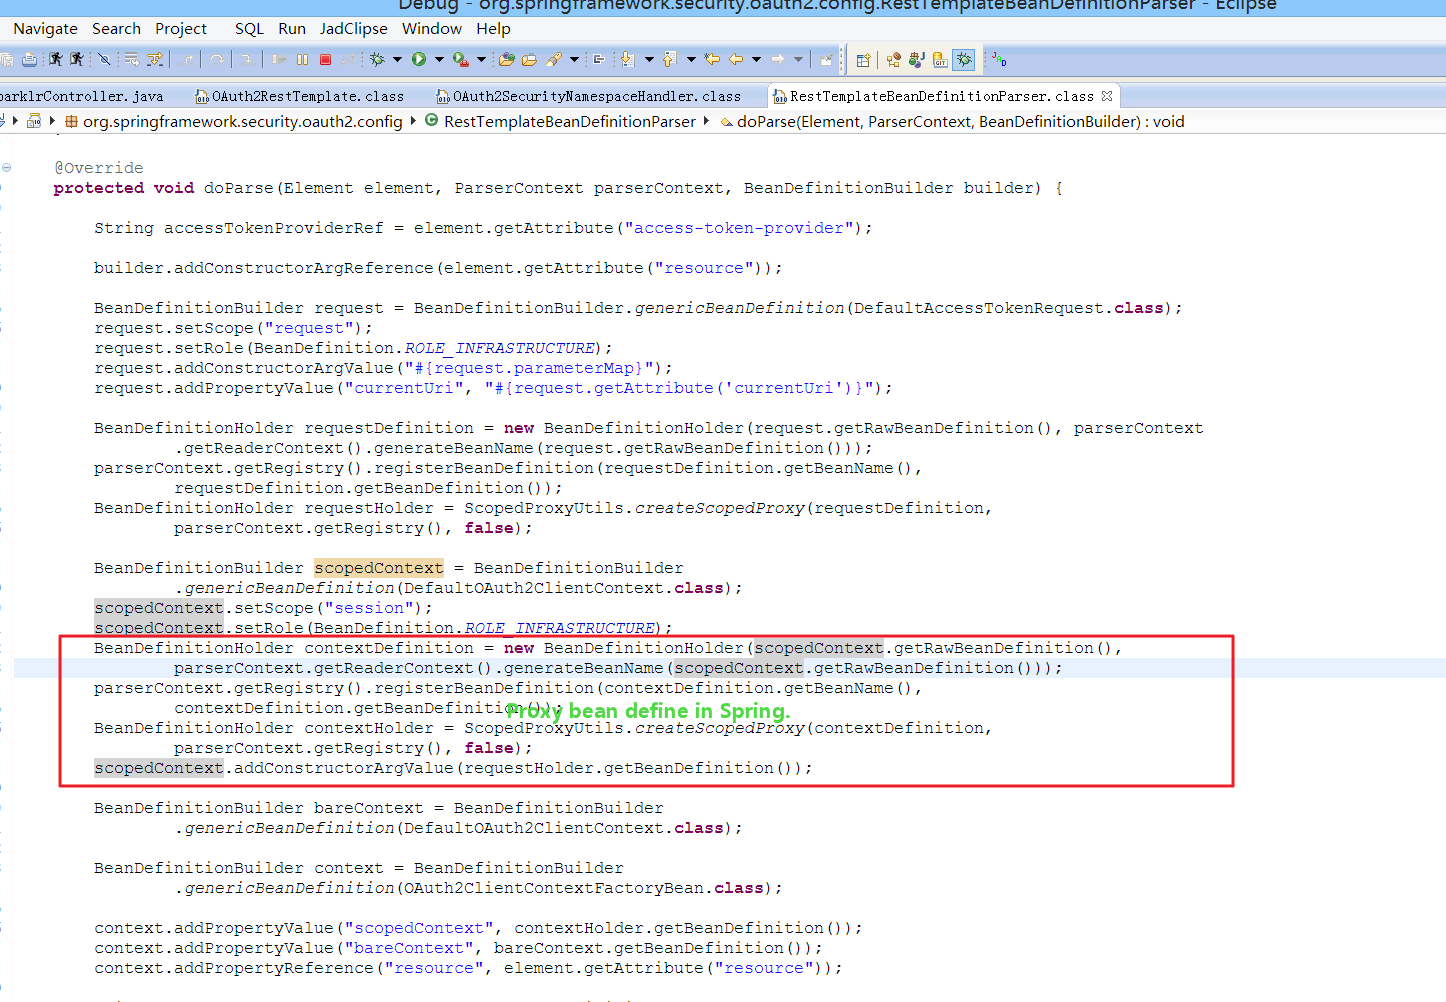 Debug - org.springframework.security.oauth2.config.RestTemplateBeanDefinitionParser - Eclipse
Navigate Search Project SQL Run JadClipse Window Help
parklrController.java OAuth2RestTemplate.class OAuth2SecurityNamespaceHandler.class RestTemplateBeanDefinitionParser.class
org.springframework.security.oauth2.config RestTemplateBeanDefinitionParser doParse(Element, ParserContext, BeanDefinitionBuilder) : void
@Override
protected void doParse(Element element, ParserContext parserContext, BeanDefinitionBuilder builder) {
String accessTokenProviderRef = element.getAttribute("access-token-provider");
builder.addConstructorArgReference(element.getAttribute("resource"));
BeanDefinitionBuilder request = BeanDefinitionBuilder.genericBeanDefinition(DefaultAccessTokenRequest.class);
request.setScope("request");
request.setRole(BeanDefinition.ROLE_INFRASTRUCTURE);
request.addConstructorArgValue("#{request.parameterMap}");
request.addPropertyValue("currentUri", "#{request.getAttribute('currentUri')}");
BeanDefinitionHolder requestDefinition = new BeanDefinitionHolder(request.getRawBeanDefinition(), parserContext
.getReaderContext().generateBeanName(request.getRawBeanDefinition()));
parserContext.getRegistry().registerBeanDefinition(requestDefinition.getBeanName(),
requestDefinition.getBeanDefinition());
BeanDefinitionHolder requestHolder = ScopedProxyUtils.createScopedProxy(requestDefinition,
parserContext.getRegistry(), false);
BeanDefinitionBuilder scopedContext = BeanDefinitionBuilder
.genericBeanDefinition(DefaultOAuth2ClientContext.class);
scopedContext.setScope("session");
scopedContext.setRole(BeanDefinition.ROLE_INFRASTRUCTURE);
BeanDefinitionHolder contextDefinition = new BeanDefinitionHolder(scopedContext.getRawBeanDefinition(),
parserContext.getReaderContext().generateBeanName(scopedContext.getRawBeanDefinition()));
parserContext.getRegistry().registerBeanDefinition(contextDefinition.getBeanName(),
contextDefinition.getBeanDefinition());
Proxy bean define in Spring.
BeanDefinitionHolder contextHolder = ScopedProxyUtils.createScopedProxy(contextDefinition,
parserContext.getRegistry(), false);
scopedContext.addConstructorArgValue(requestHolder.getBeanDefinition());
BeanDefinitionBuilder bareContext = BeanDefinitionBuilder
.genericBeanDefinition(DefaultOAuth2ClientContext.class);
BeanDefinitionBuilder context = BeanDefinitionBuilder
.genericBeanDefinition(OAuth2ClientContextFactoryBean.class);
context.addPropertyValue("scopedContext", contextHolder.getBeanDefinition());
context.addPropertyValue("bareContext", bareContext.getBeanDefinition());
context.addPropertyReference("resource", element.getAttribute("resource"));